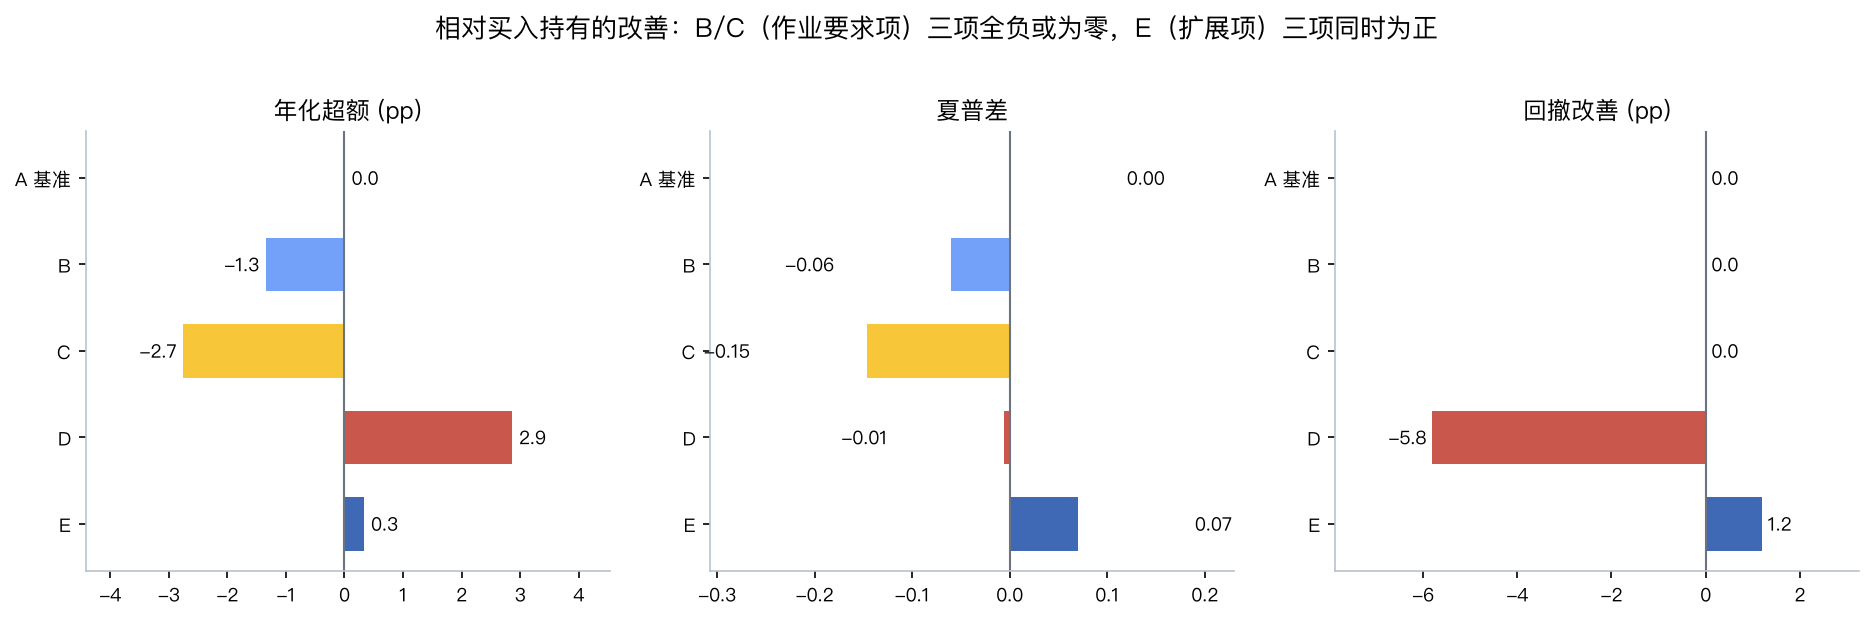 相对买入持有的改善：B/C（作业要求项）三项全负或为零，E（扩展项）三项同时为正
年化超额 (pp)
A 基准
0.0
B
−1.3
C
−2.7
D
2.9
E
0.3
−4 −3 −2 −1 0 1 2 3 4
夏普差
A 基准
0.00
B
−0.06
C
−0.15
D
−0.01
E
0.07
−0.3 −0.2 −0.1 0.0 0.1 0.2
回撤改善 (pp)
A 基准
0.0
B
0.0
C
0.0
D
−5.8
E
1.2
−6 −4 −2 0 2